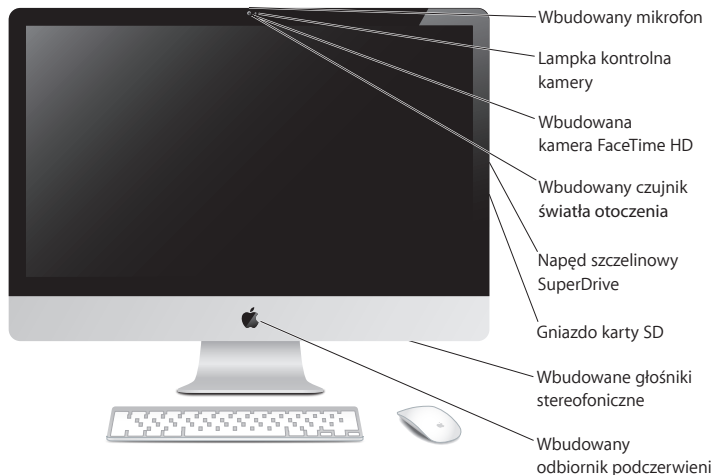 Wbudowany mikrofon
Lampka kontrolna
kamery
Wbudowana
kamera FaceTime HD
Wbudowany czujnik
światła otoczenia
Napęd szczelinowy
SuperDrive
Gniazdo karty SD
Wbudowane głośniki
stereofoniczne
Wbudowany
odbiornik podczerwieni